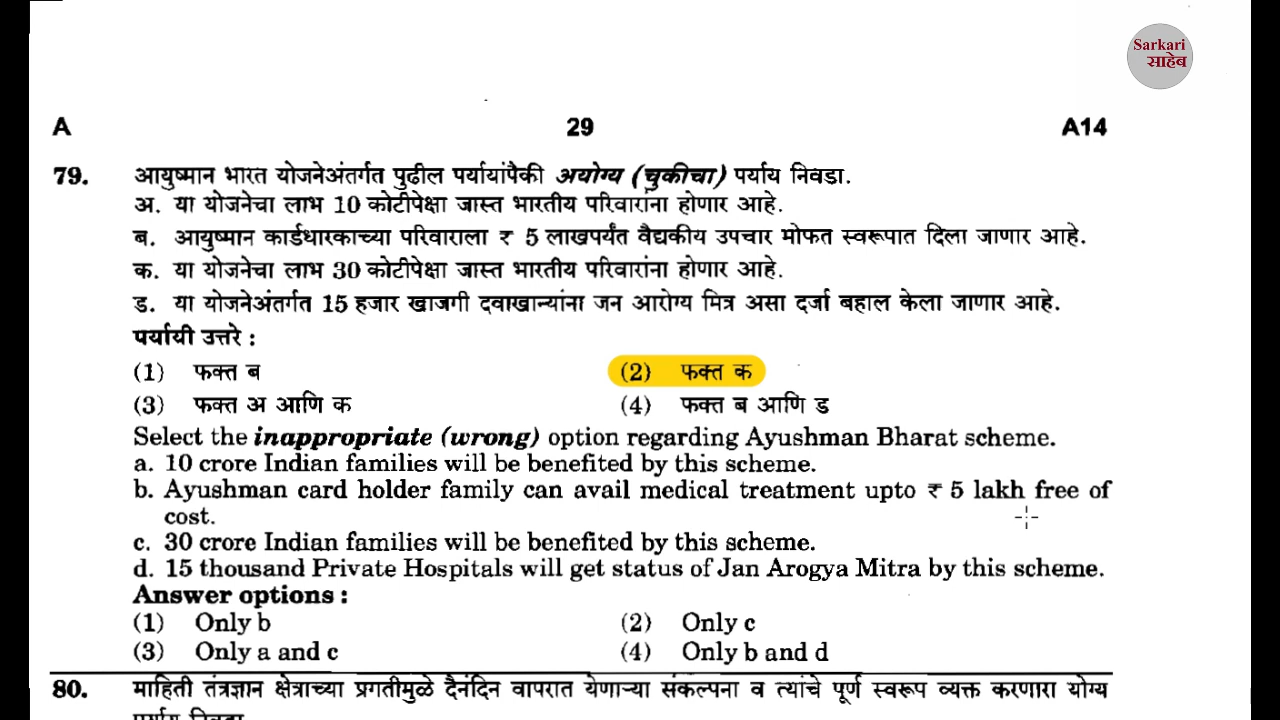 Sarkari
साहेब
A 29 A14
79. आयुष्मान भारत योजनेअंतर्गत पुढील पर्यायांपैकी अयोग्य (चुकीचा) पर्याय निवडा.
अ. या योजनेचा लाभ 10 कोटीपेक्षा जास्त भारतीय परिवारांना होणार आहे.
ब. आयुष्मान कार्डधारकाच्या परिवाराला ₹ 5 लाखपर्यंत वैद्यकीय उपचार मोफत स्वरूपात दिला जाणार आहे.
क. या योजनेचा लाभ 30 कोटीपेक्षा जास्त भारतीय परिवारांना होणार आहे.
ड. या योजनेअंतर्गत 15 हजार खाजगी दवाखान्यांना जन आरोग्य मित्र असा दर्जा बहाल केला जाणार आहे.
पर्यायी उत्तरे :
(1) फक्त ब (2) फक्त क
(3) फक्त अ आणि क (4) फक्त ब आणि ड
Select the inappropriate (wrong) option regarding Ayushman Bharat scheme.
a. 10 crore Indian families will be benefited by this scheme.
b. Ayushman card holder family can avail medical treatment upto ₹ 5 lakh free of
cost.
c. 30 crore Indian families will be benefited by this scheme.
d. 15 thousand Private Hospitals will get status of Jan Arogya Mitra by this scheme.
Answer options :
(1) Only b (2) Only c
(3) Only a and c (4) Only b and d
80. माहिती तंत्रज्ञान क्षेत्राच्या प्रगतीमुळे दैनंदिन वापरात येणाऱ्या संकल्पना व त्यांचे पूर्ण स्वरूप व्यक्त करणारा योग्य